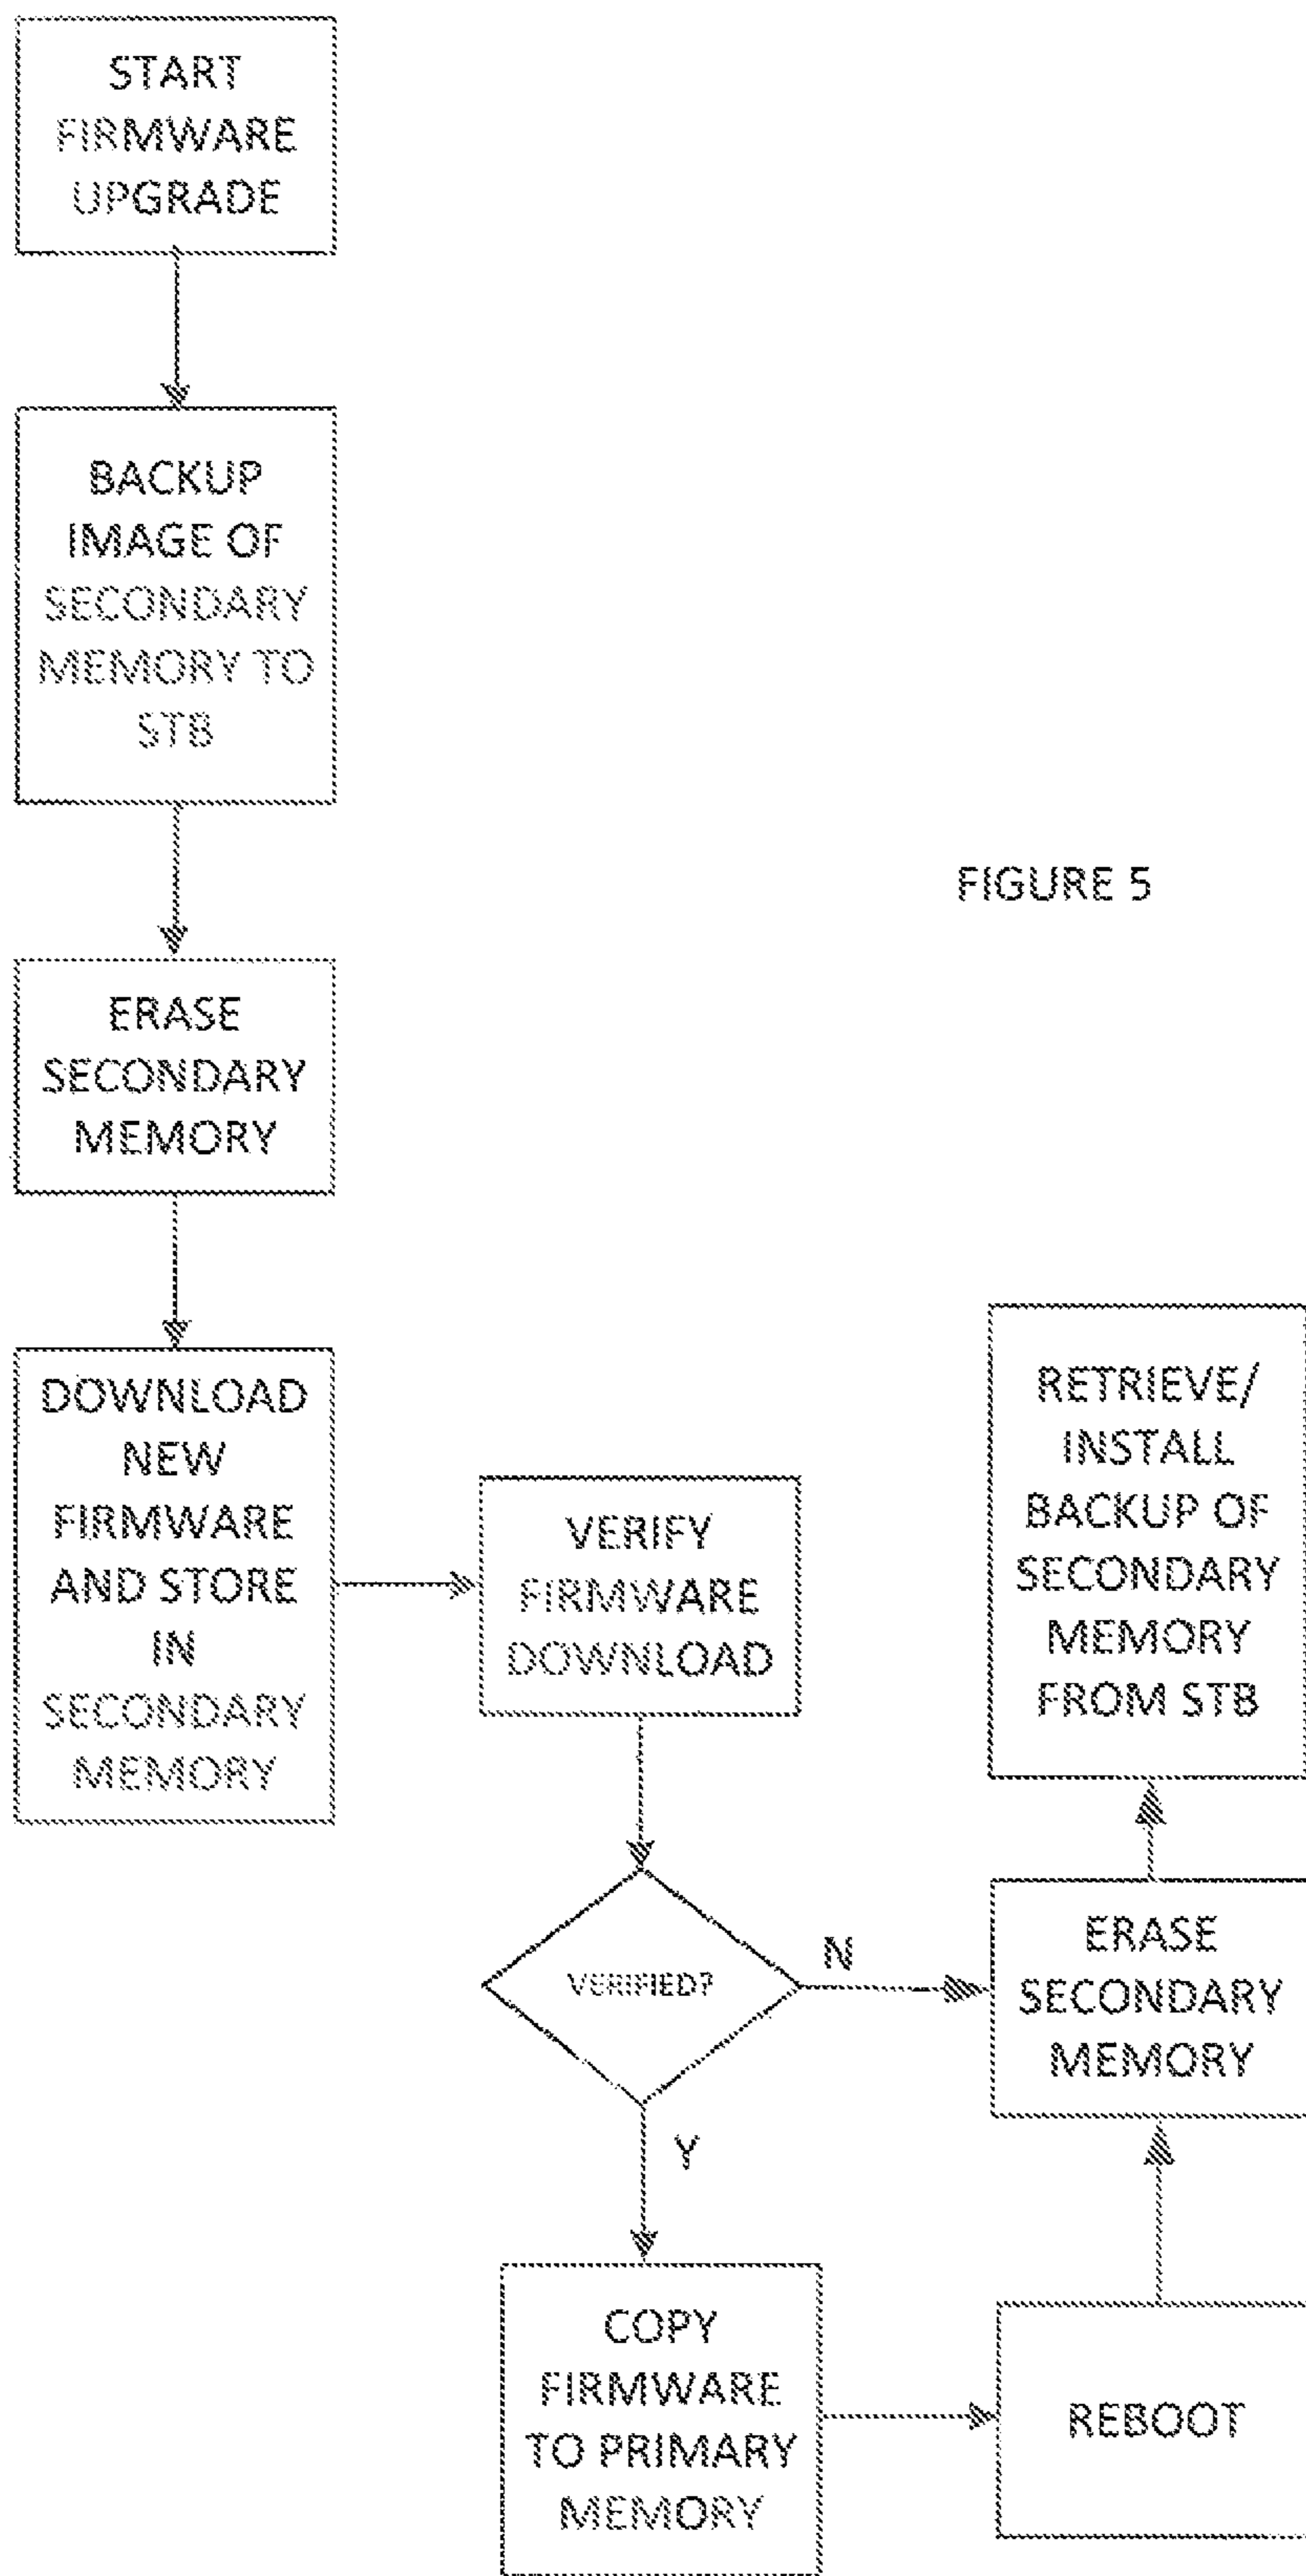 START
FIRMWARE
UPGRADE
BACKUP
IMAGE OF
SECONDARY
MEMORY TO
STB
FIGURE 5
ERASE
SECONDARY
MEMORY
DOWNLOAD
NEW
FIRMWARE
AND STORE
IN
SECONDARY
MEMORY
VERIFY
FIRMWARE
DOWNLOAD
VERIFIED?
N
Y
COPY
FIRMWARE
TO PRIMARY
MEMORY
REBOOT
ERASE
SECONDARY
MEMORY
RETRIEVE/
INSTALL
BACKUP OF
SECONDARY
MEMORY
FROM STB